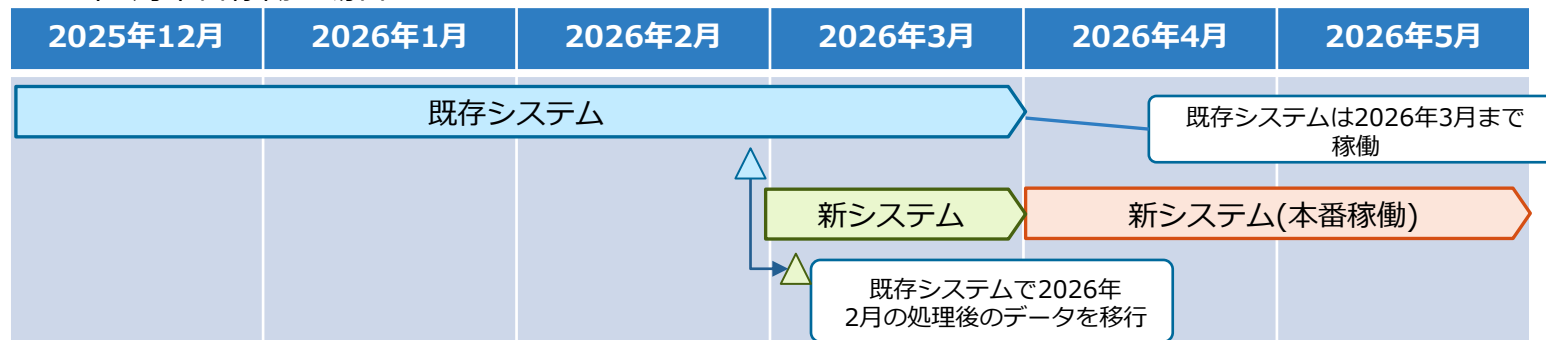 2025年12月
2026年1月
2026年2月
2026年3月
2026年4月
2026年5月
既存システム
既存システムは2026年3月まで
稼働
新システム
新システム(本番稼働)
既存システムで2026年
2月の処理後のデータを移行